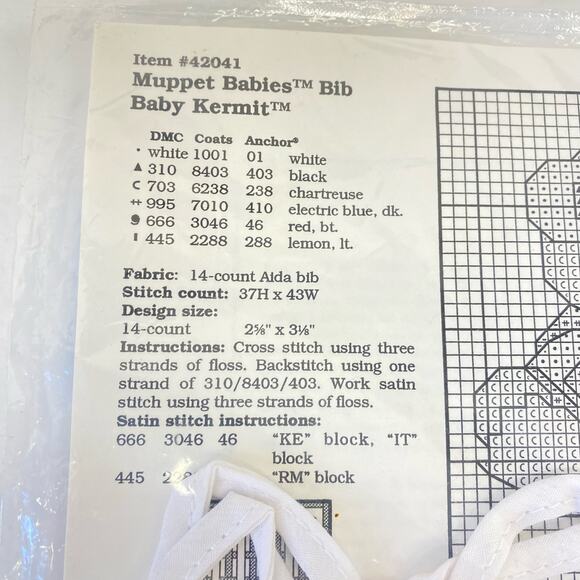 Item #42041
Muppet Babies™ Bib
Baby Kermit™
DMC Coats Anchor®
• white 1001 01 white
▲ 310 8403 403 black
C 703 6238 238 chartreuse
⧺ 995 7010 410 electric blue, dk.
666 3046 46 red, bt.
ı 445 2288 288 lemon, lt.
Fabric: 14-count Aida bib
Stitch count: 37H x 43W
Design size:
14-count 2⅝" x 3⅛"
Instructions: Cross stitch using three
strands of floss. Backstitch using one
strand of 310/8403/403. Work satin
stitch using three strands of floss.
Satin stitch instructions:
666 3046 46 "KE" block, "IT"
block
445 "RM" block